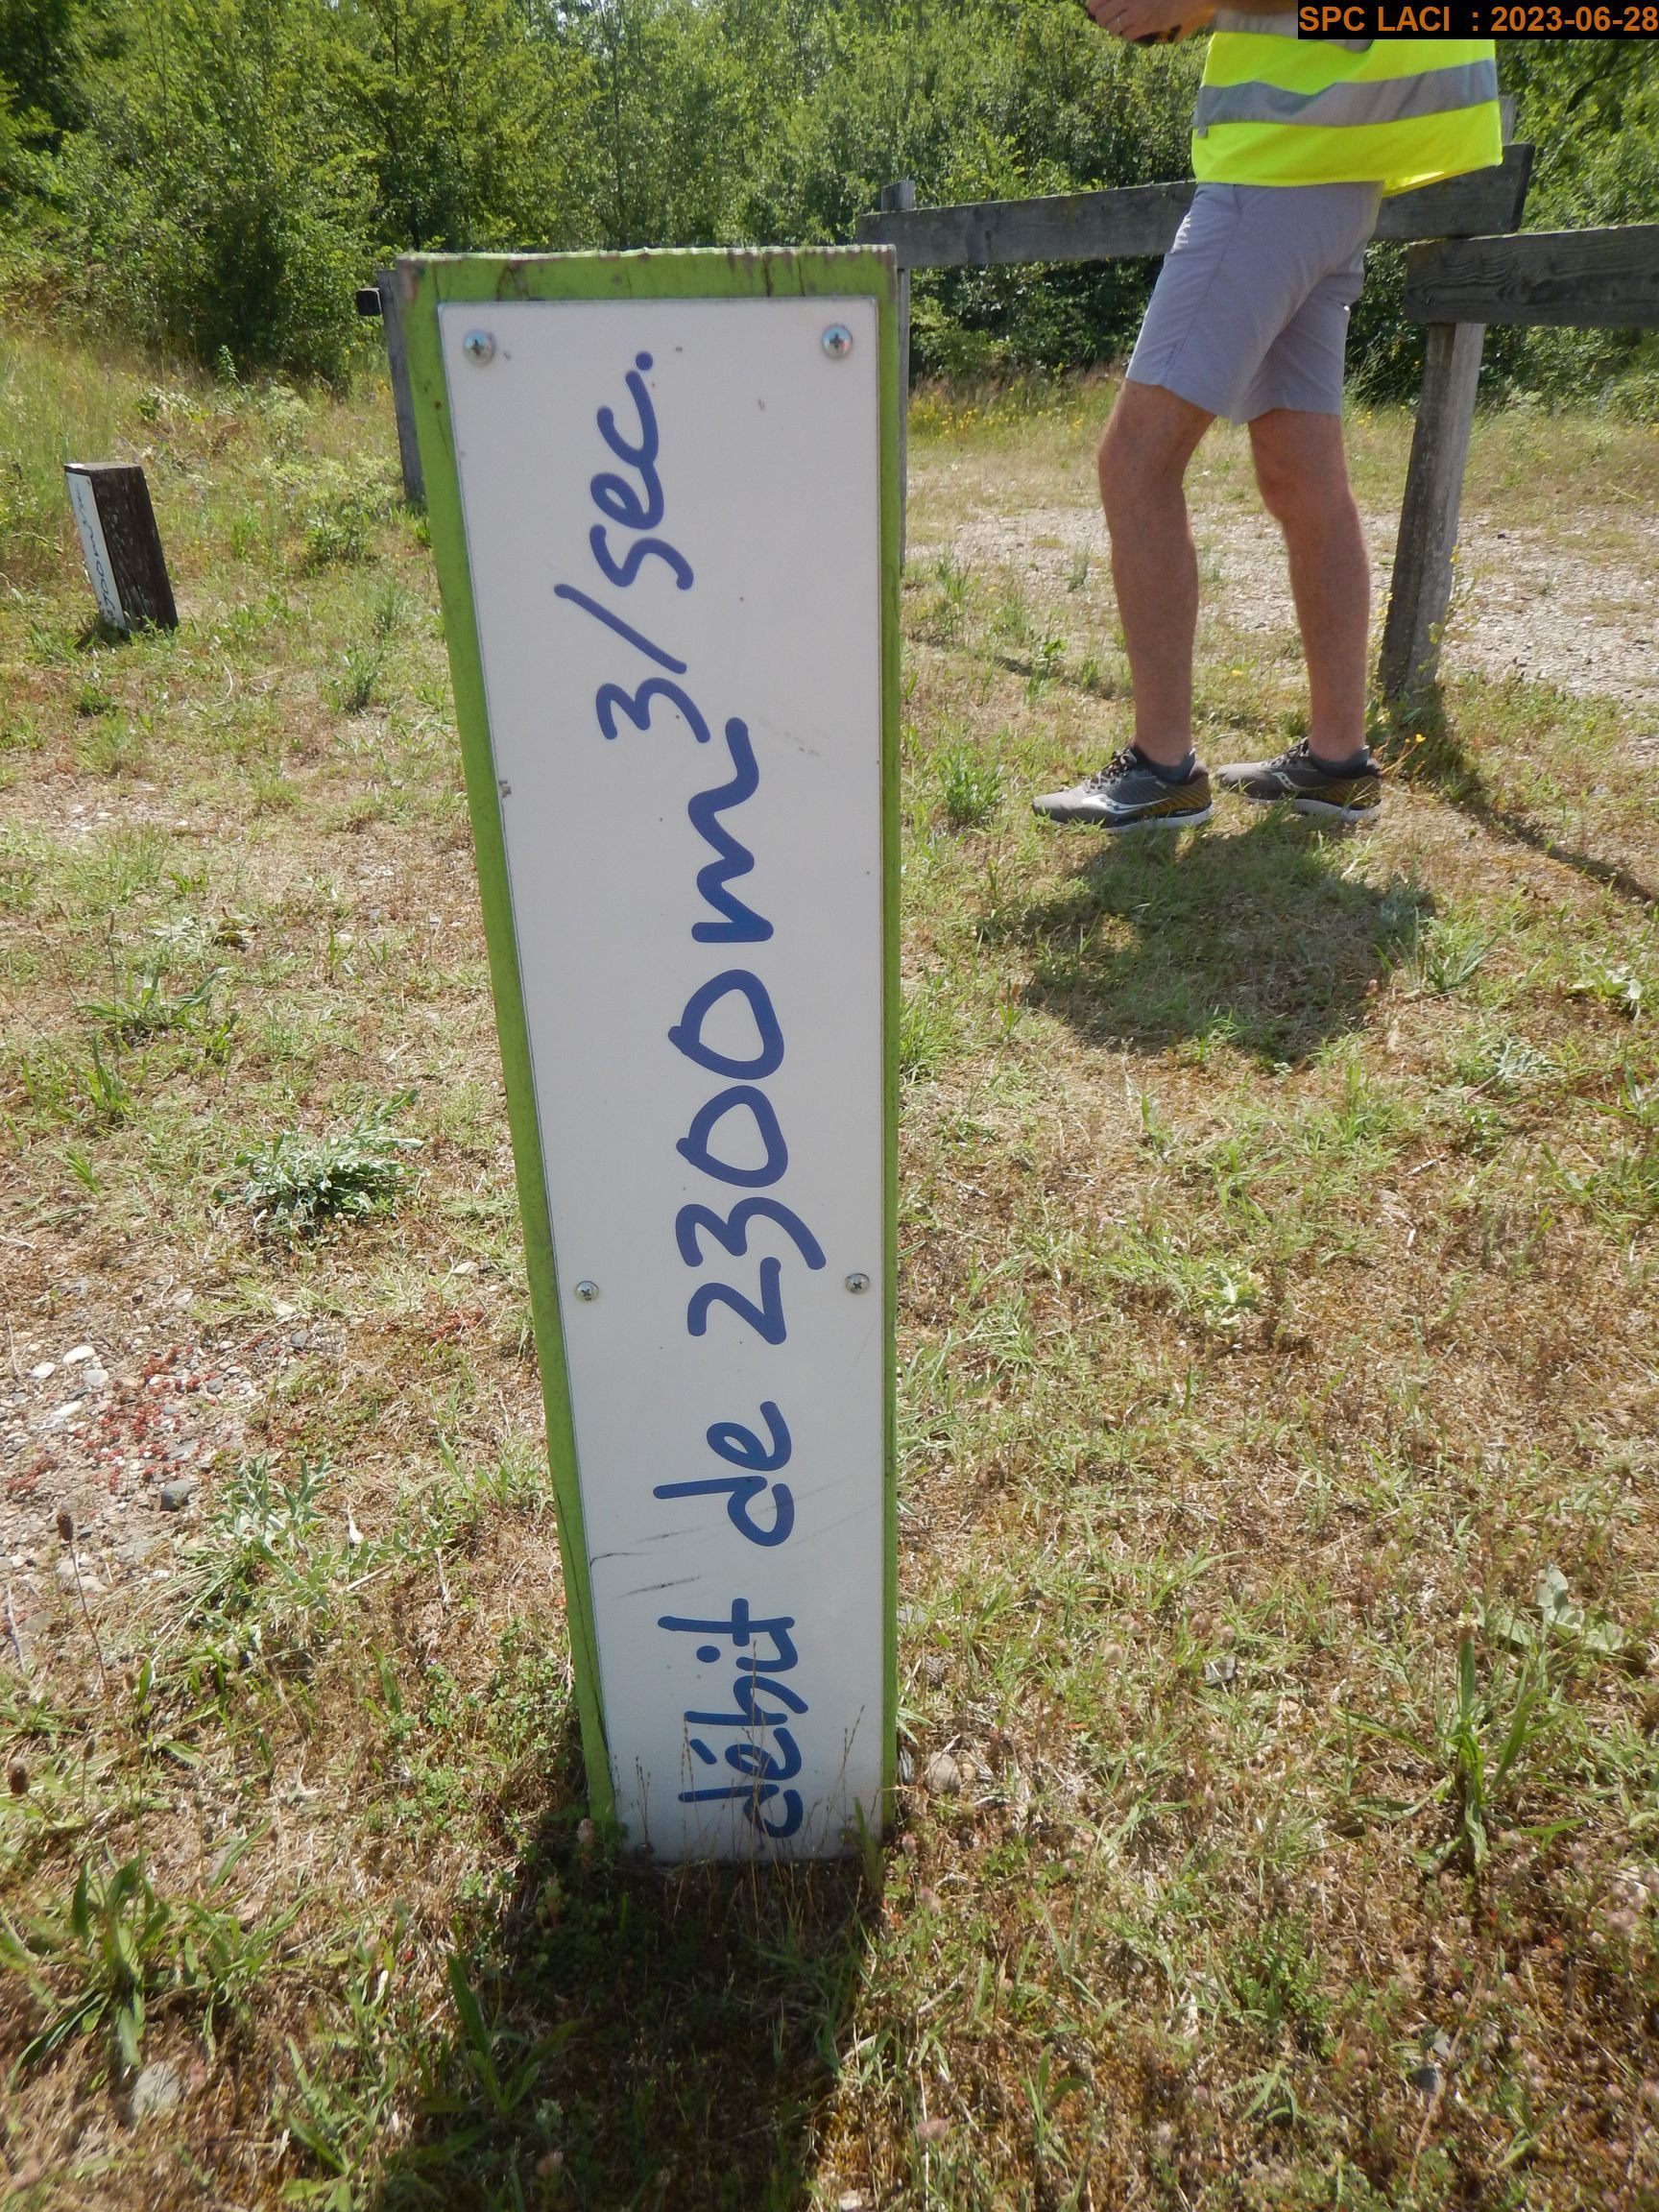 SPC LACI : 2023-06-28
débit de 2300m3/sec.